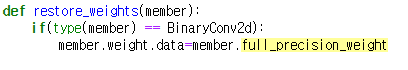 def restore_weights(member):
    if(type(member) == BinaryConv2d):
        member.weight.data=member.full_precision_weight